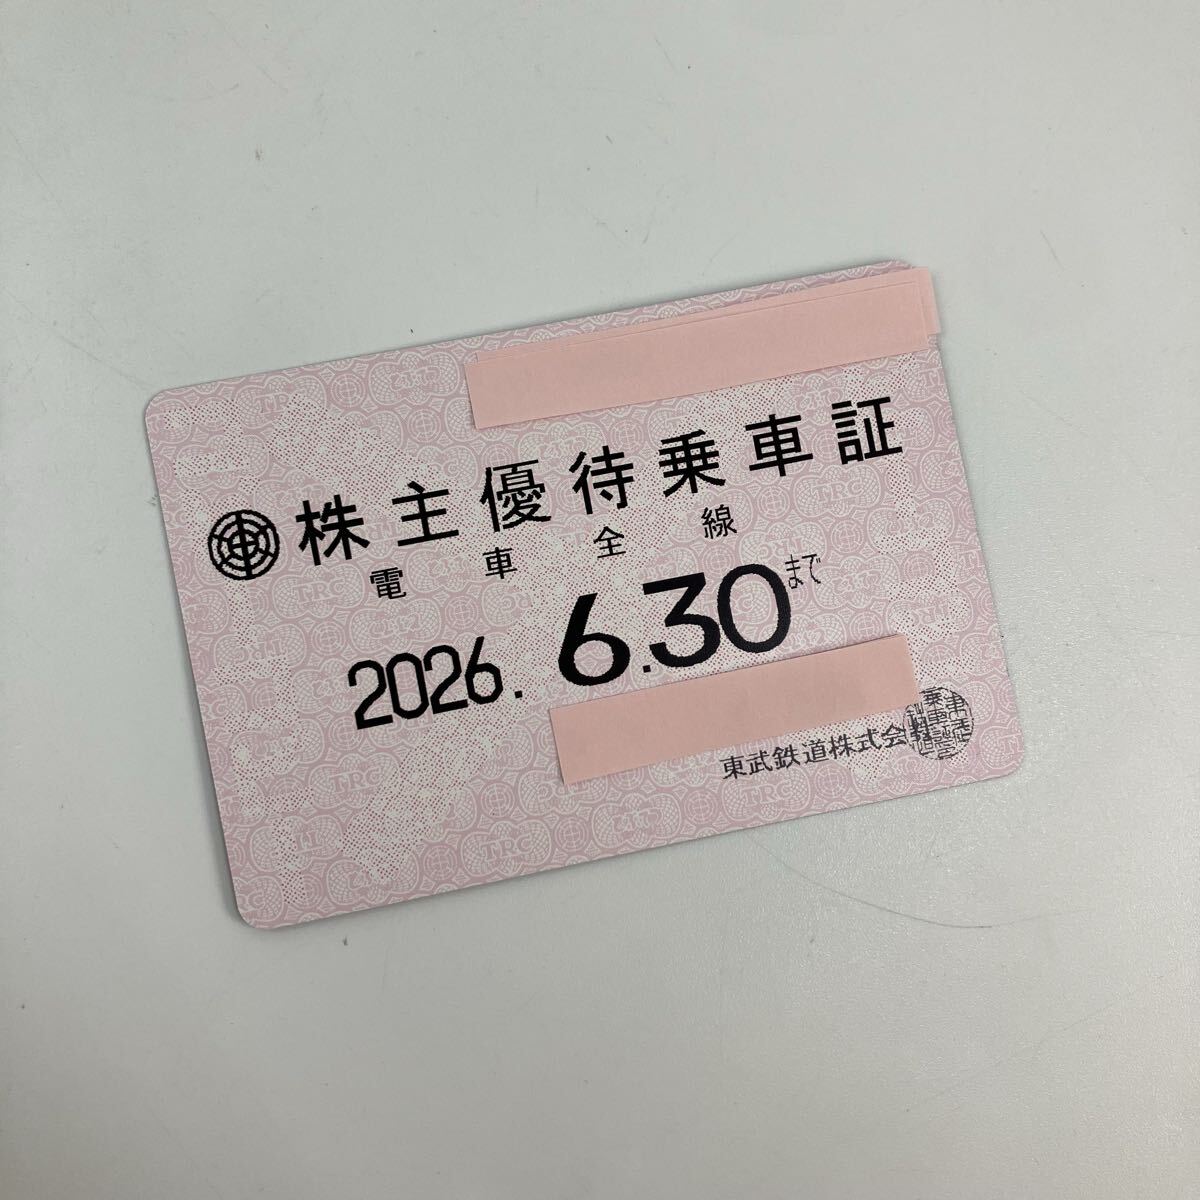 株主優待乗車証
電車全線
2026. 6.30まで
東武鉄道株式会社